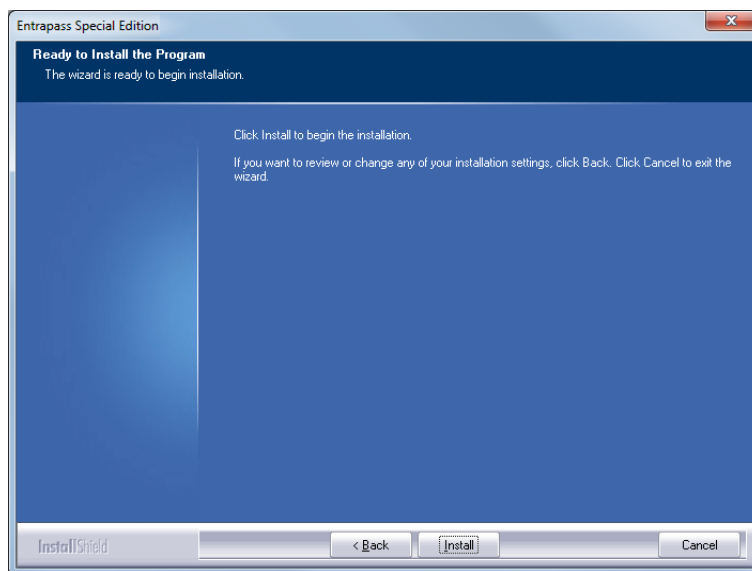 Entrapass Special Edition
Ready to Install the Program
The wizard is ready to begin installation.
Click Install to begin the installation.
If you want to review or change any of your installation settings, click Back. Click Cancel to exit the
wizard.
InstallShield
< Back
Install
Cancel